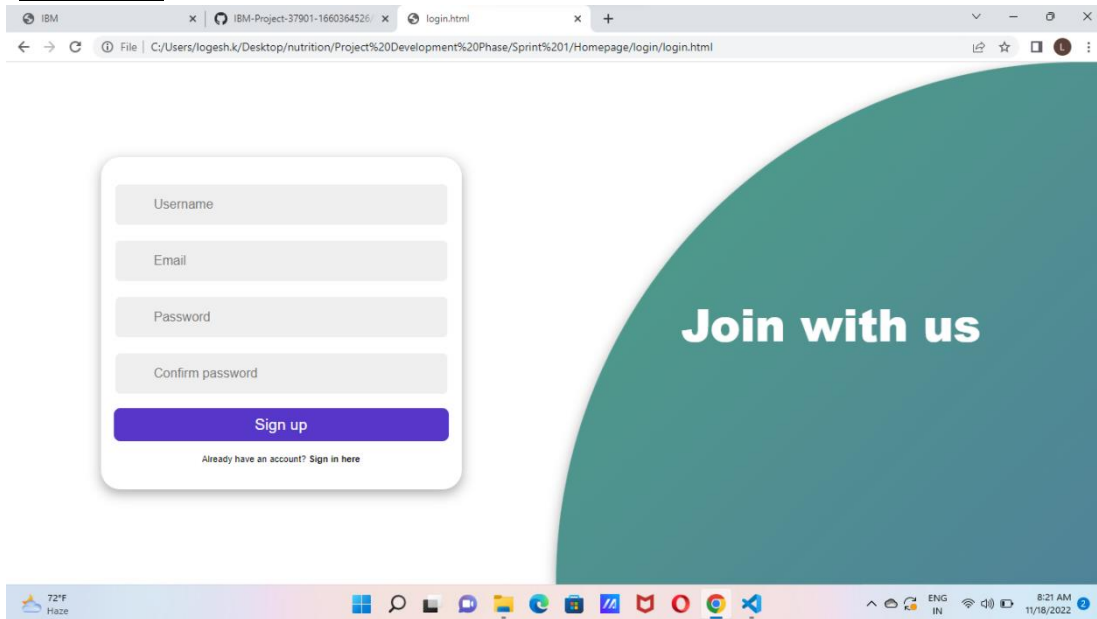 IBM
IBM-Project-37901-1660364526/
login.html
File | C:/Users/logesh.k/Desktop/nutrition/Project%20Development%20Phase/Sprint%201/Homepage/login/login.html
L
Username
Email
Password
Confirm password
Sign up
Already have an account? Sign in here
Join with us
72°F
Haze
ENG
IN
8:21 AM
11/18/2022
2